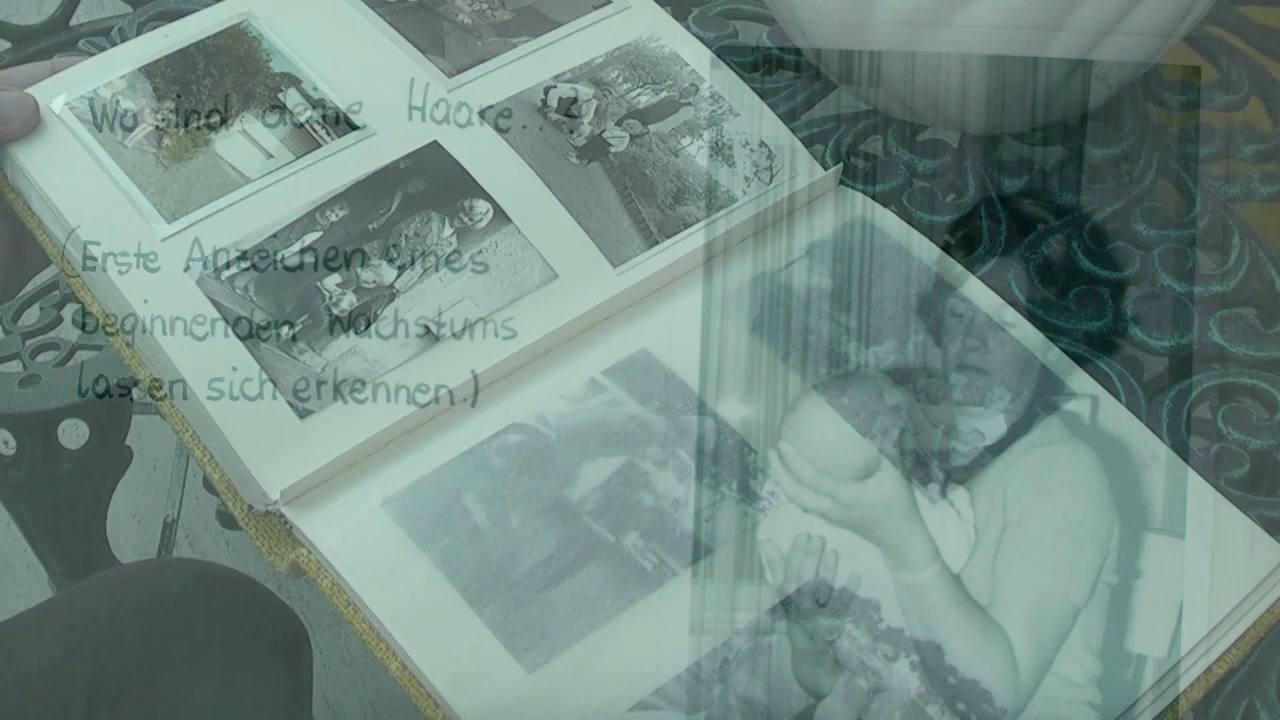 Wo sind deine Haare...?
(Erste Anzeichen eines
beginnenden Wachstums
lassen sich erkennen.)